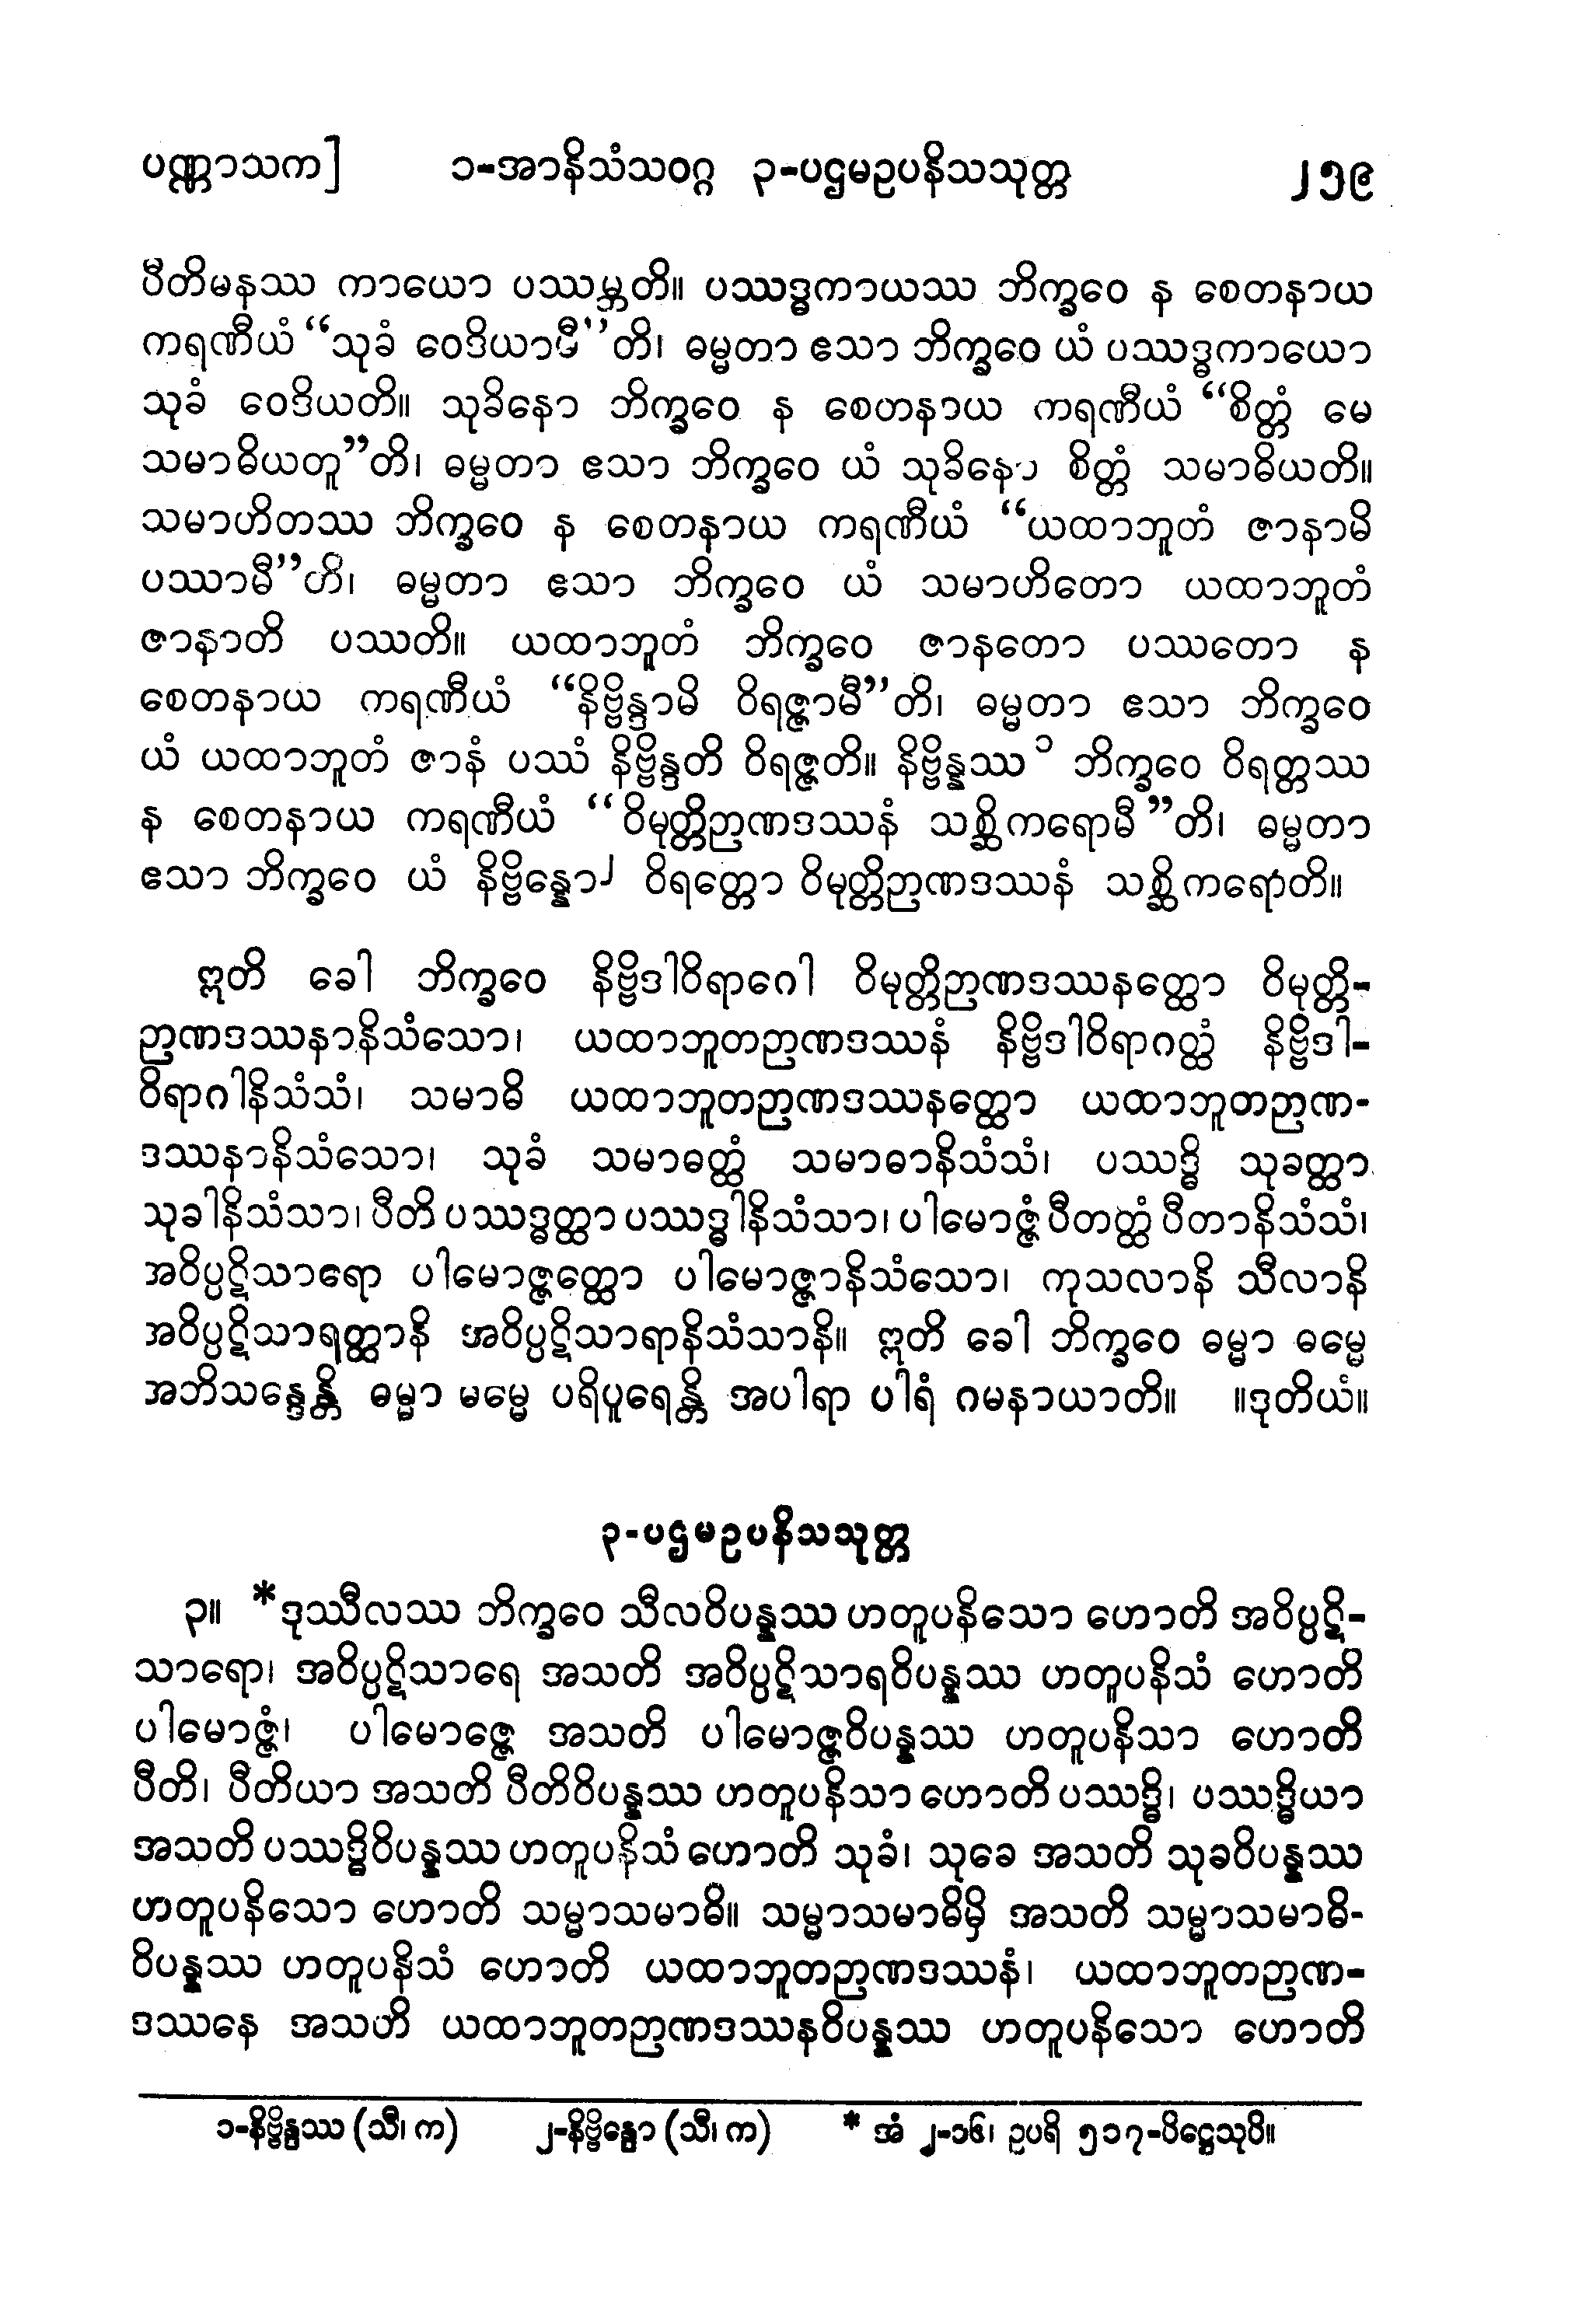 ပဏ္ဏာသက] ၁-အာနိသံသဝဂ္ဂ ၃-ပဌမဥပနိသသုတ္တ ၂၅၉
ပီတိမနဿ ကာယော ပဿမ္ဘတိ။ ပဿဒ္ဓကာယဿ ဘိက္ခဝေ န စေတနာယ
ကရဏီယံ “သုခံ ဝေဒိယာမီ”တိ၊ ဓမ္မတာ ဧသာ ဘိက္ခဝေ ယံ ပဿဒ္ဓကာယော
သုခံ ဝေဒိယတိ။ သုခိနော ဘိက္ခဝေ န စေတနာယ ကရဏီယံ “စိတ္တံ မေ
သမာဓိယတူ”တိ၊ ဓမ္မတာ ဧသာ ဘိက္ခဝေ ယံ သုခိနော စိတ္တံ သမာဓိယတိ။
သမာဟိတဿ ဘိက္ခဝေ န စေတနာယ ကရဏီယံ “ယထာဘူတံ ဇာနာမိ
ပဿာမီ”တိ၊ ဓမ္မတာ ဧသာ ဘိက္ခဝေ ယံ သမာဟိတော ယထာဘူတံ
ဇာနာတိ ပဿတိ။ ယထာဘူတံ ဘိက္ခဝေ ဇာနတော ပဿတော န
စေတနာယ ကရဏီယံ “နိဗ္ဗိန္ဒာမိ ဝိရဇ္ဇာမီ”တိ၊ ဓမ္မတာ ဧသာ ဘိက္ခဝေ
ယံ ယထာဘူတံ ဇာနံ ပဿံ နိဗ္ဗိန္ဒတိ ဝိရဇ္ဇတိ။ နိဗ္ဗိန္နဿ ၁ ဘိက္ခဝေ ဝိရတ္တဿ
န စေတနာယ ကရဏီယံ “ဝိမုတ္တိဉာဏဒဿနံ သစ္ဆိကရောမီ”တိ၊ ဓမ္မတာ
ဧသာ ဘိက္ခဝေ ယံ နိဗ္ဗိန္နော ၂ ဝိရတ္တော ဝိမုတ္တိဉာဏဒဿနံ သစ္ဆိကရောတိ။
ဣတိ ခေါ ဘိက္ခဝေ နိဗ္ဗိဒါဝိရာဂေါ ဝိမုတ္တိဉာဏဒဿနတ္ထော ဝိမုတ္တိ-
ဉာဏဒဿနာနိသံသော၊ ယထာဘူတဉာဏဒဿနံ နိဗ္ဗိဒါဝိရာဂတ္ထံ နိဗ္ဗိဒါ-
ဝိရာဂါနိသံသံ၊ သမာဓိ ယထာဘူတဉာဏဒဿနတ္ထော ယထာဘူတဉာဏ-
ဒဿနာနိသံသော၊ သုခံ သမာဓတ္ထံ သမာဓာနိသံသံ၊ ပဿဒ္ဓိ သုခတ္ထာ
သုခါနိသံသာ၊ ပီတိ ပဿဒ္ဓတ္ထာ ပဿဒ္ဓါနိသံသာ၊ ပါမောဇ္ဇံ ပီတတ္ထံ ပီတာနိသံသံ၊
အဝိပ္ပဋိသာရော ပါမောဇ္ဇတ္ထော ပါမောဇ္ဇာနိသံသော၊ ကုသလာနိ သီလာနိ
အဝိပ္ပဋိသာရတ္ထာနိ အဝိပ္ပဋိသာရာနိသံသာနိ။ ဣတိ ခေါ ဘိက္ခဝေ ဓမ္မာ ဓမ္မေ
အဘိသန္ဒေန္တိ ဓမ္မာ ဓမ္မေ ပရိပူရေန္တိ အပါရာ ပါရံ ဂမနာယာတိ။ ။ဒုတိယံ။
၃-ပဌမဥပနိသသုတ္တ
၃။ *ဒုဿီလဿ ဘိက္ခဝေ သီလဝိပန္နဿ ဟတူပနိသော ဟောတိ အဝိပ္ပဋိ-
သာရော၊ အဝိပ္ပဋိသာရေ အသတိ အဝိပ္ပဋိသာရဝိပန္နဿ ဟတူပနိသံ ဟောတိ
ပါမောဇ္ဇံ၊ ပါမောဇ္ဇေ အသတိ ပါမောဇ္ဇဝိပန္နဿ ဟတူပနိသာ ဟောတိ
ပီတိ၊ ပီတိယာ အသတိ ပီတိဝိပန္နဿ ဟတူပနိသာ ဟောတိ ပဿဒ္ဓိ၊ ပဿဒ္ဓိယာ
အသတိ ပဿဒ္ဓိဝိပန္နဿ ဟတူပနိသံ ဟောတိ သုခံ၊ သုခေ အသတိ သုခဝိပန္နဿ
ဟတူပနိသော ဟောတိ သမ္မာသမာဓိ။ သမ္မာသမာဓိမှိ အသတိ သမ္မာသမာဓိ-
ဝိပန္နဿ ဟတူပနိသံ ဟောတိ ယထာဘူတဉာဏဒဿနံ၊ ယထာဘူတဉာဏ-
ဒဿနေ အသတိ ယထာဘူတဉာဏဒဿနဝိပန္နဿ ဟတူပနိသော ဟောတိ
၁-နိဗ္ဗိန္ဒဿ (သီ၊ က) ၂-နိဗ္ဗိန္ဒော (သီ၊ က) * အံ ၂-၁၆၊ ဥပရိ ၅၁၇-ပိဋ္ဌေသုပိ။